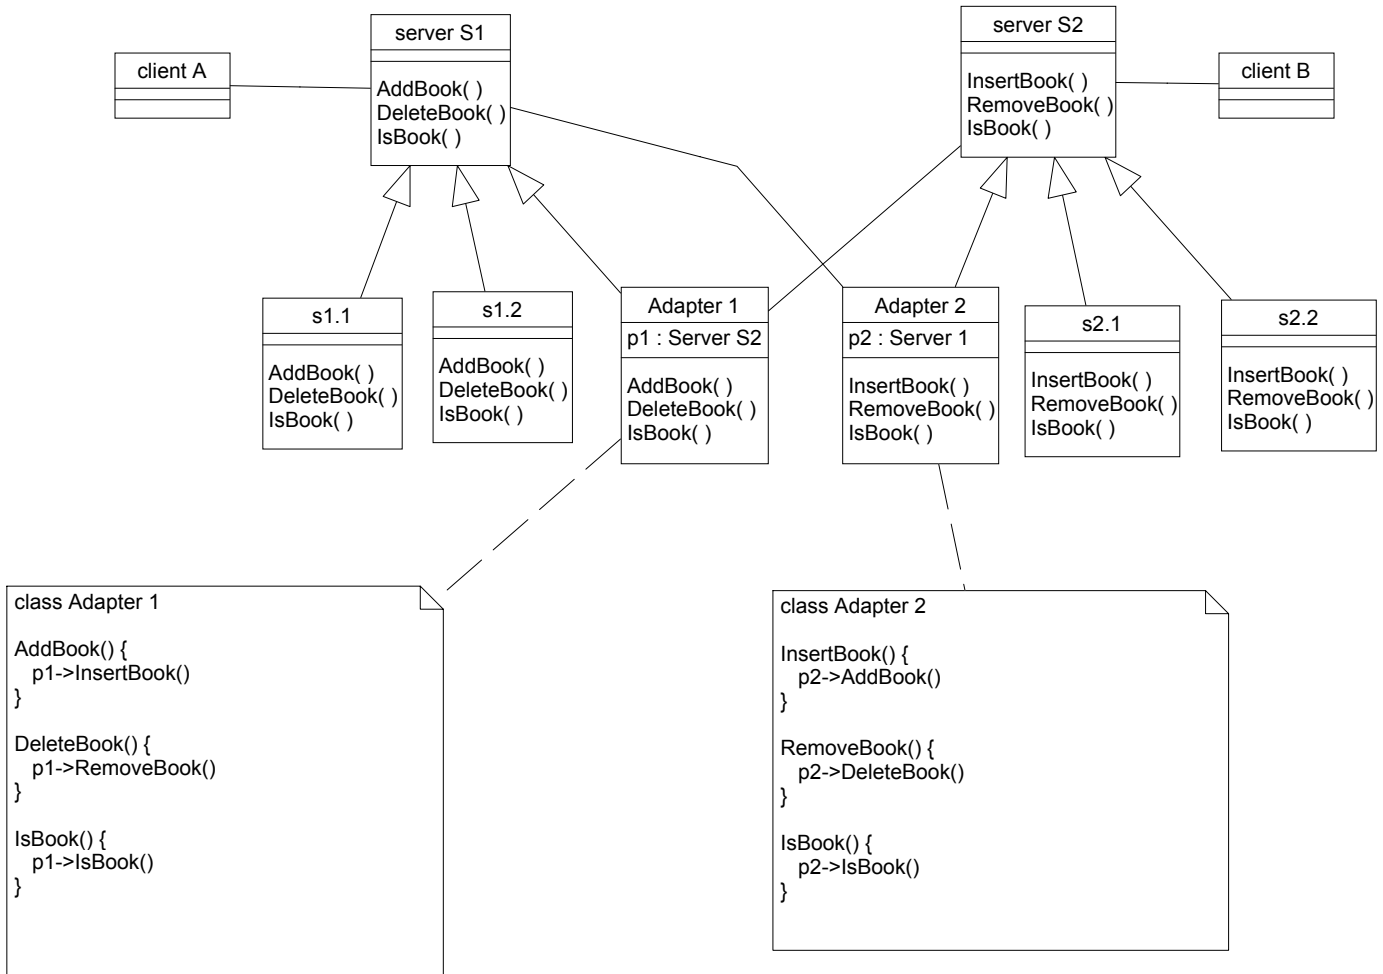 server S1
AddBook( )
DeleteBook( )
IsBook( )
server S2
InsertBook( )
RemoveBook( )
IsBook( )
client A
client B
s1.1
AddBook( )
DeleteBook( )
IsBook( )
s1.2
AddBook( )
DeleteBook( )
IsBook( )
Adapter 1
p1 : Server S2
AddBook( )
DeleteBook( )
IsBook( )
Adapter 2
p2 : Server 1
InsertBook( )
RemoveBook( )
IsBook( )
s2.1
InsertBook( )
RemoveBook( )
IsBook( )
s2.2
InsertBook( )
RemoveBook( )
IsBook( )
class Adapter 1
AddBook() {
p1->InsertBook()
}
DeleteBook() {
p1->RemoveBook()
}
IsBook() {
p1->IsBook()
}
class Adapter 2
InsertBook() {
p2->AddBook()
}
RemoveBook() {
p2->DeleteBook()
}
IsBook() {
p2->IsBook()
}